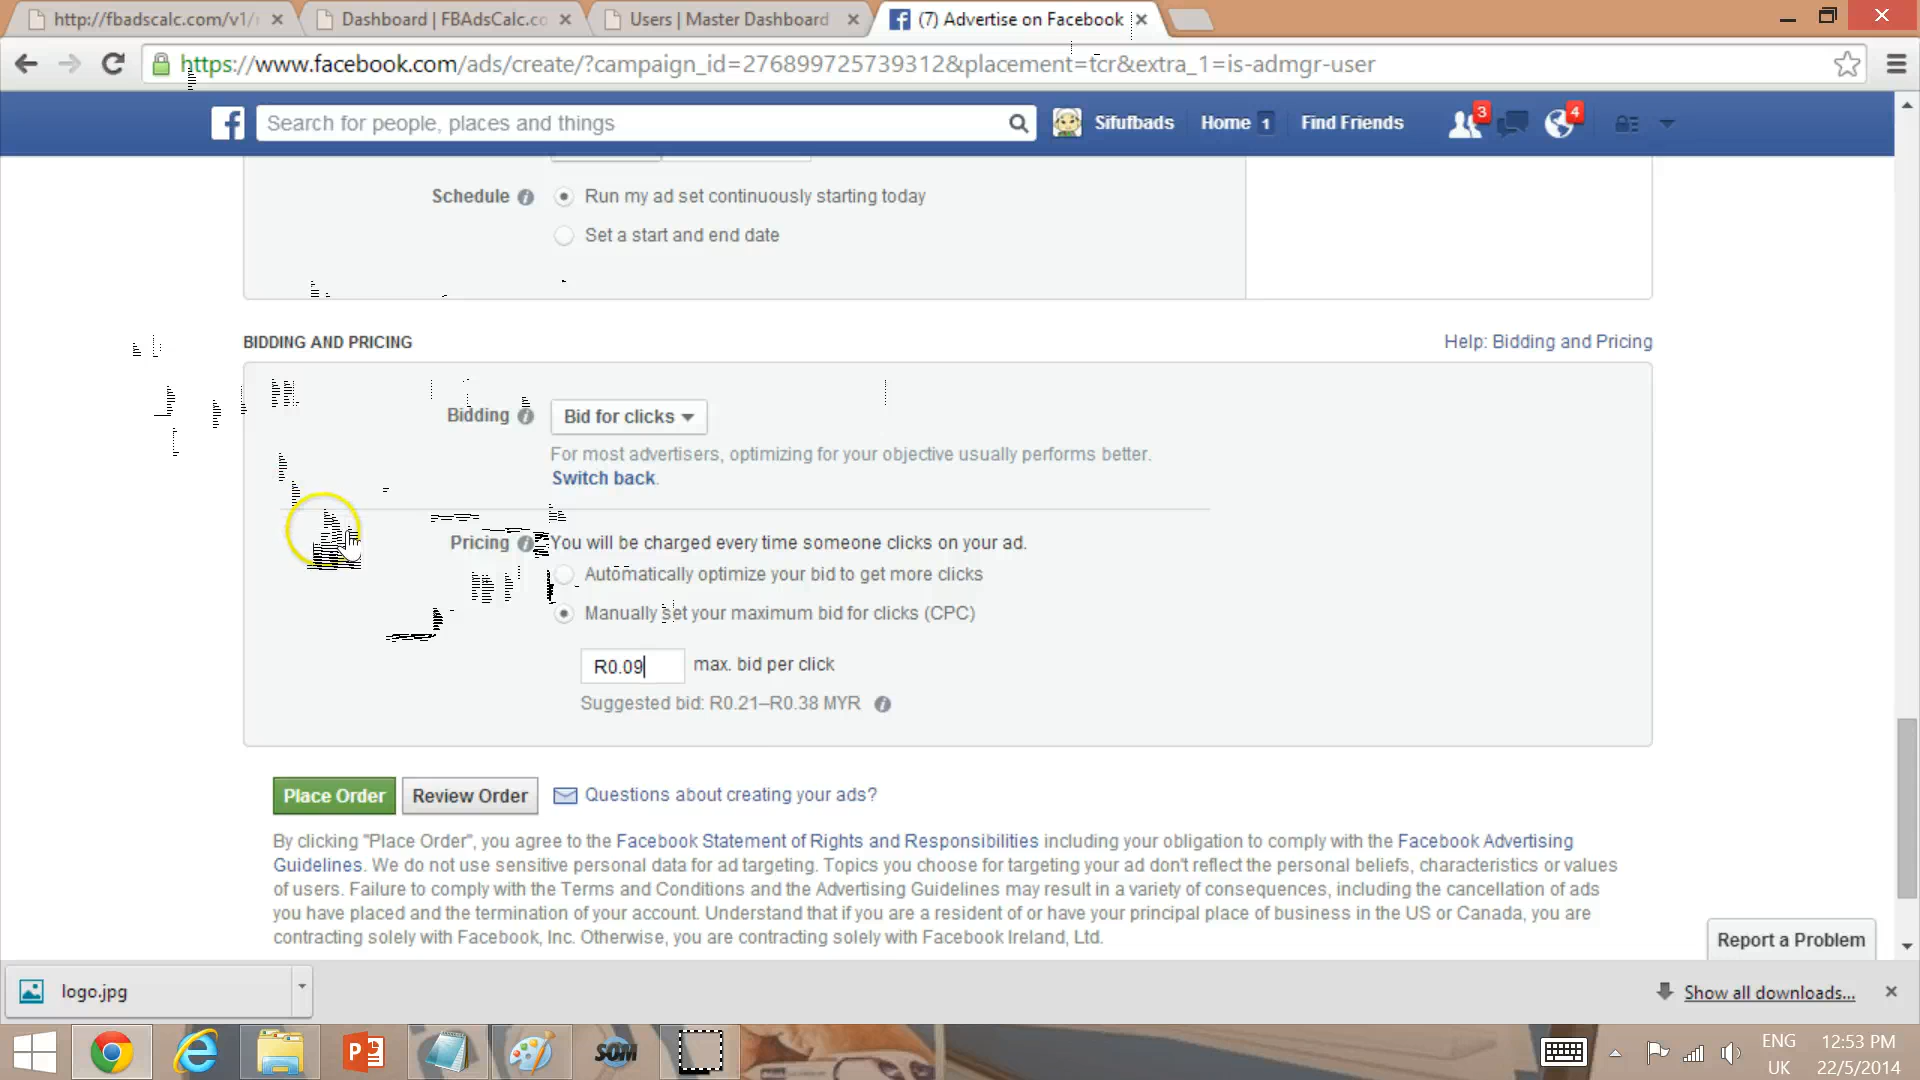 http://fbadscalc.com/v1/
Dashboard | FBAdsCalc.co
Users | Master Dashboard
(7) Advertise on Facebook
https://www.facebook.com/ads/create/?campaign_id=276899725739312&placement=tcr&extra_1=is-admgr-user
Search for people, places and things
Sifufbads
Home 1
Find Friends
3
4
Schedule
Run my ad set continuously starting today
Set a start and end date
BIDDING AND PRICING
Help: Bidding and Pricing
Bidding
Bid for clicks
For most advertisers, optimizing for your objective usually performs better.
Switch back.
Pricing
You will be charged every time someone clicks on your ad.
Automatically optimize your bid to get more clicks
Manually set your maximum bid for clicks (CPC)
R0.09 max. bid per click
Suggested bid: R0.21–R0.38 MYR
Place Order
Review Order
Questions about creating your ads?
By clicking "Place Order", you agree to the Facebook Statement of Rights and Responsibilities including your obligation to comply with the Facebook Advertising
Guidelines. We do not use sensitive personal data for ad targeting. Topics you choose for targeting your ad don't reflect the personal beliefs, characteristics or values
of users. Failure to comply with the Terms and Conditions and the Advertising Guidelines may result in a variety of consequences, including the cancellation of ads
you have placed and the termination of your account. Understand that if you are a resident of or have your principal place of business in the US or Canada, you are
contracting solely with Facebook, Inc. Otherwise, you are contracting solely with Facebook Ireland, Ltd.
Report a Problem
logo.jpg
Show all downloads...
SOM
ENG
UK
12:53 PM
22/5/2014